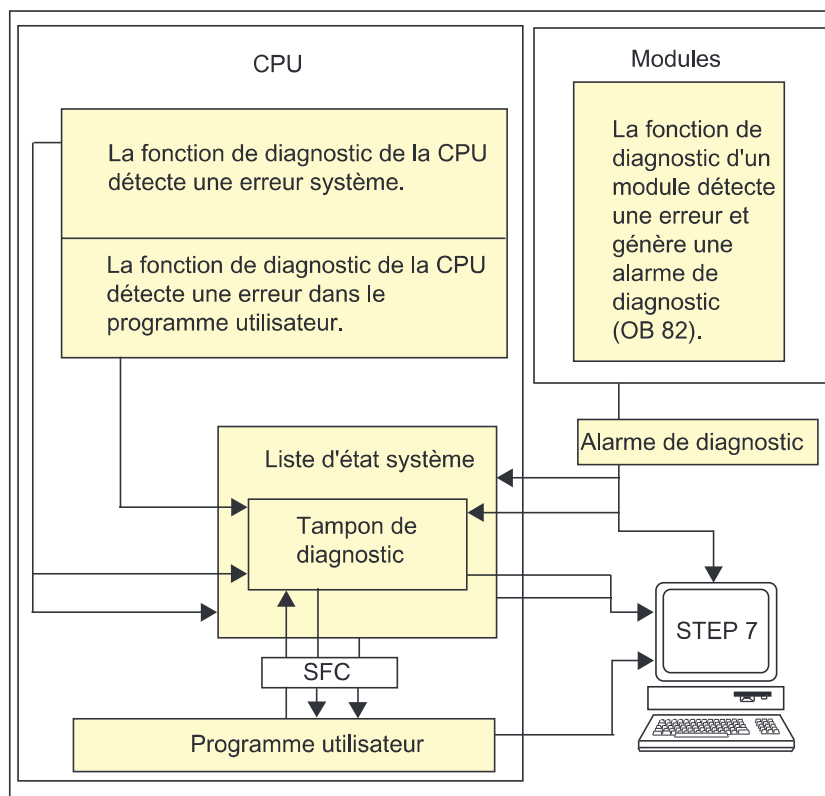 CPU
La fonction de diagnostic de la CPU
détecte une erreur système.
La fonction de diagnostic de la CPU
détecte une erreur dans le
programme utilisateur.
Modules
La fonction de
diagnostic d'un
module détecte
une erreur et
génère une
alarme de
diagnostic
(OB 82).
Alarme de diagnostic
Liste d'état système
Tampon de
diagnostic
STEP 7
SFC
Programme utilisateur